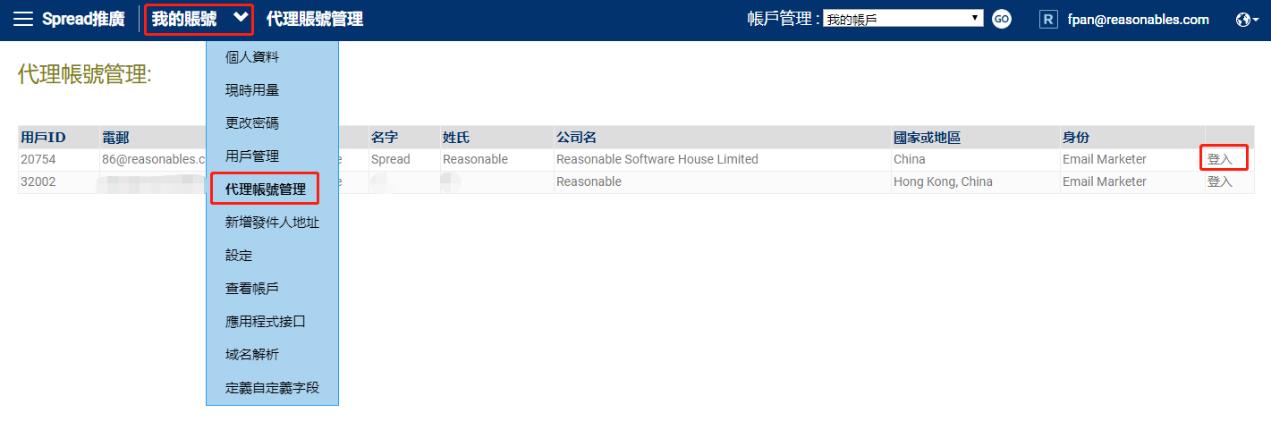 Spread推廣 我的賬號 代理賬號管理 帳戶管理 : 我的帳戶 GO R fpan@reasonables.com
代理帳號管理:
個人資料
現時用量
更改密碼
用戶管理
代理帳號管理
新增發件人地址
設定
查看帳戶
應用程式接口
域名解析
定義自定義字段
用戶ID 電郵 名字 姓氏 公司名 國家或地區 身份
20754 86@reasonables.c Spread Reasonable Reasonable Software House Limited China Email Marketer 登入
32002 Reasonable Hong Kong, China Email Marketer 登入